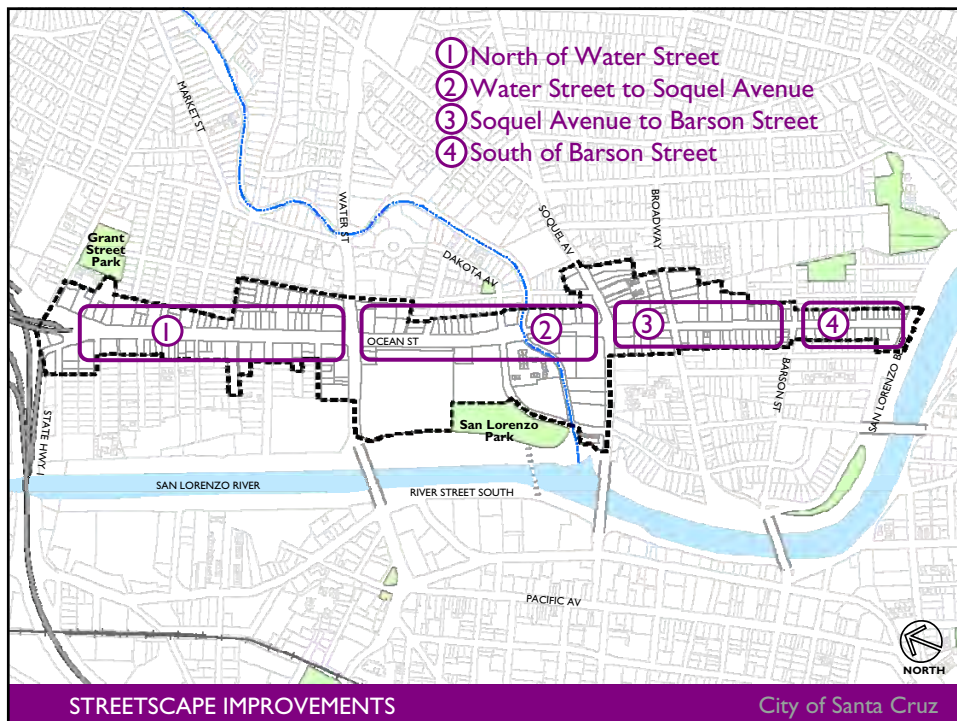 1 North of Water Street
2 Water Street to Soquel Avenue
3 Soquel Avenue to Barson Street
4 South of Barson Street
MARKET ST
WATER ST
SOQUEL AV
BROADWAY
Grant
Street
Park
DAKOTA AV
1
2
3
4
OCEAN ST
BARSON ST
SAN LORENZO
STATE HWY 1
San Lorenzo
Park
SAN LORENZO RIVER
RIVER STREET SOUTH
PACIFIC AV
NORTH
STREETSCAPE IMPROVEMENTS
City of Santa Cruz